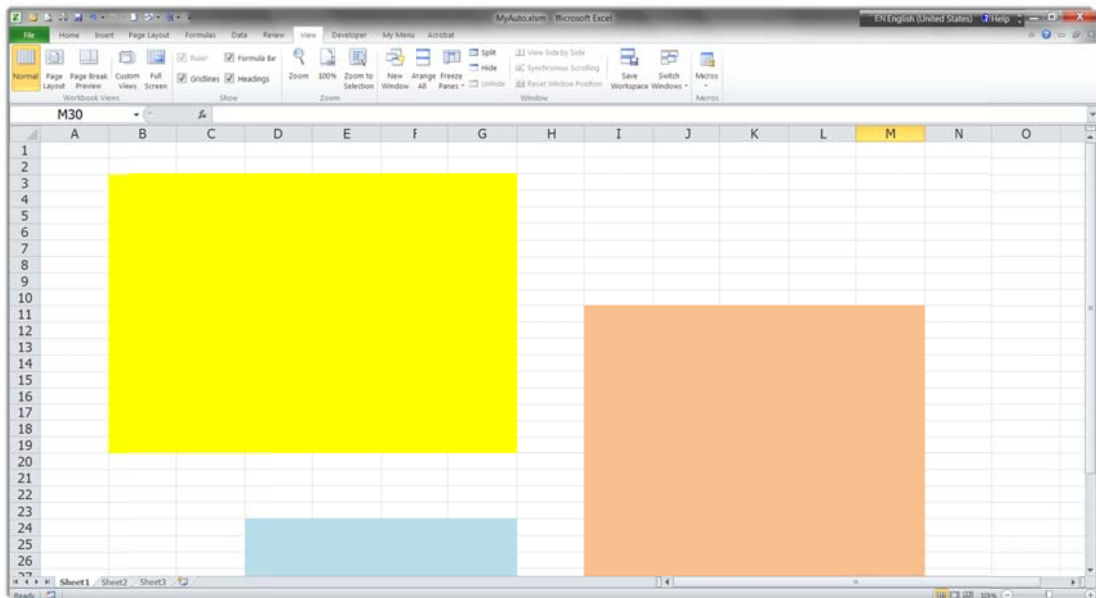 MyAuto.xlsm - Microsoft Excel
EN English (United States) Help
File Home Insert Page Layout Formulas Data Review View Developer My Menu Acrobat
Normal Page Layout Page Break Preview Custom Views Full Screen
Ruler Formula Bar
Gridlines Headings
Zoom 100% Zoom to Selection
New Window Arrange All Freeze Panes
Split
Hide
Unhide
View Side by Side
Synchronous Scrolling
Reset Window Position
Save Workspace Switch Windows Macros
Workbook Views Show Zoom Window Macros
M30 fx
A B C D E F G H I J K L M N O
1
2
3
4
5
6
7
8
9
10
11
12
13
14
15
16
17
18
19
20
21
22
23
24
25
26
27
Sheet1 Sheet2 Sheet3
Ready